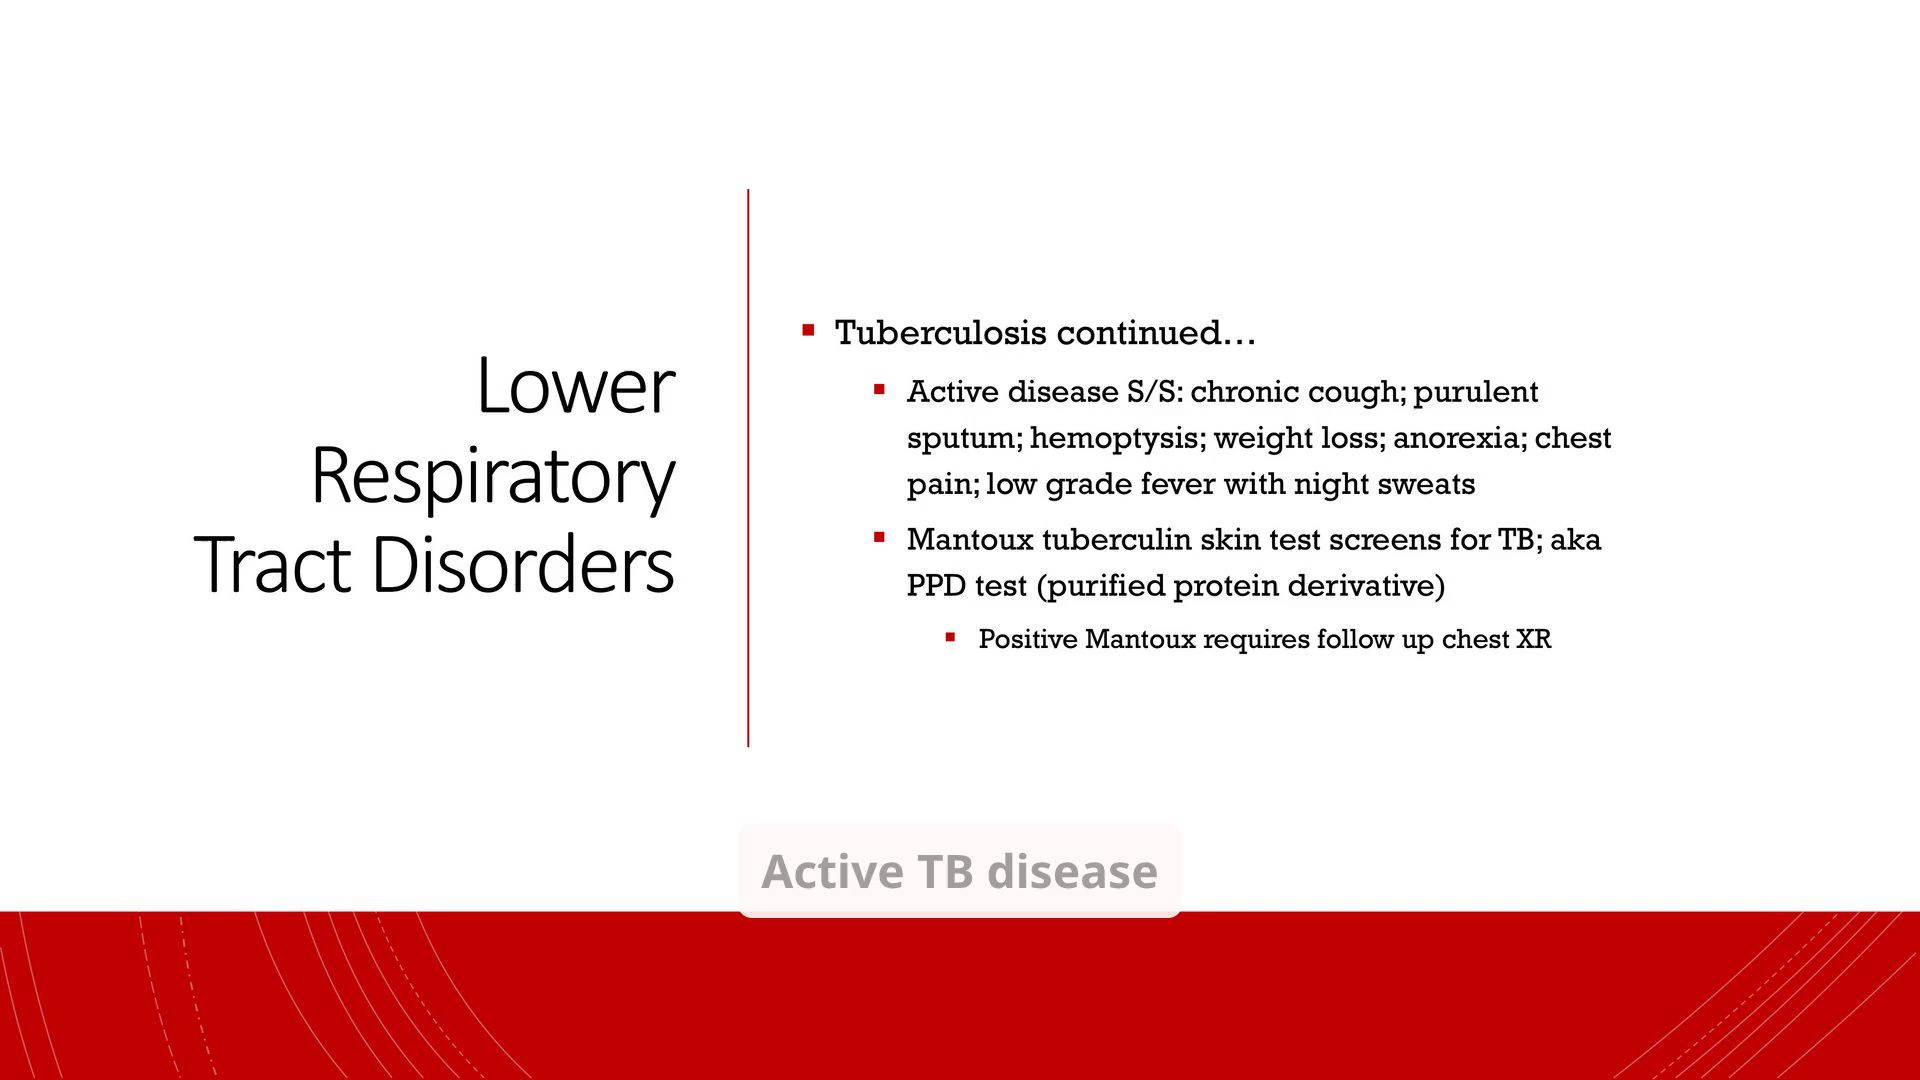 Lower
Respiratory
Tract Disorders
▪ Tuberculosis continued…
▪ Active disease S/S: chronic cough; purulent
sputum; hemoptysis; weight loss; anorexia; chest
pain; low grade fever with night sweats
▪ Mantoux tuberculin skin test screens for TB; aka
PPD test (purified protein derivative)
▪ Positive Mantoux requires follow up chest XR
Active TB disease